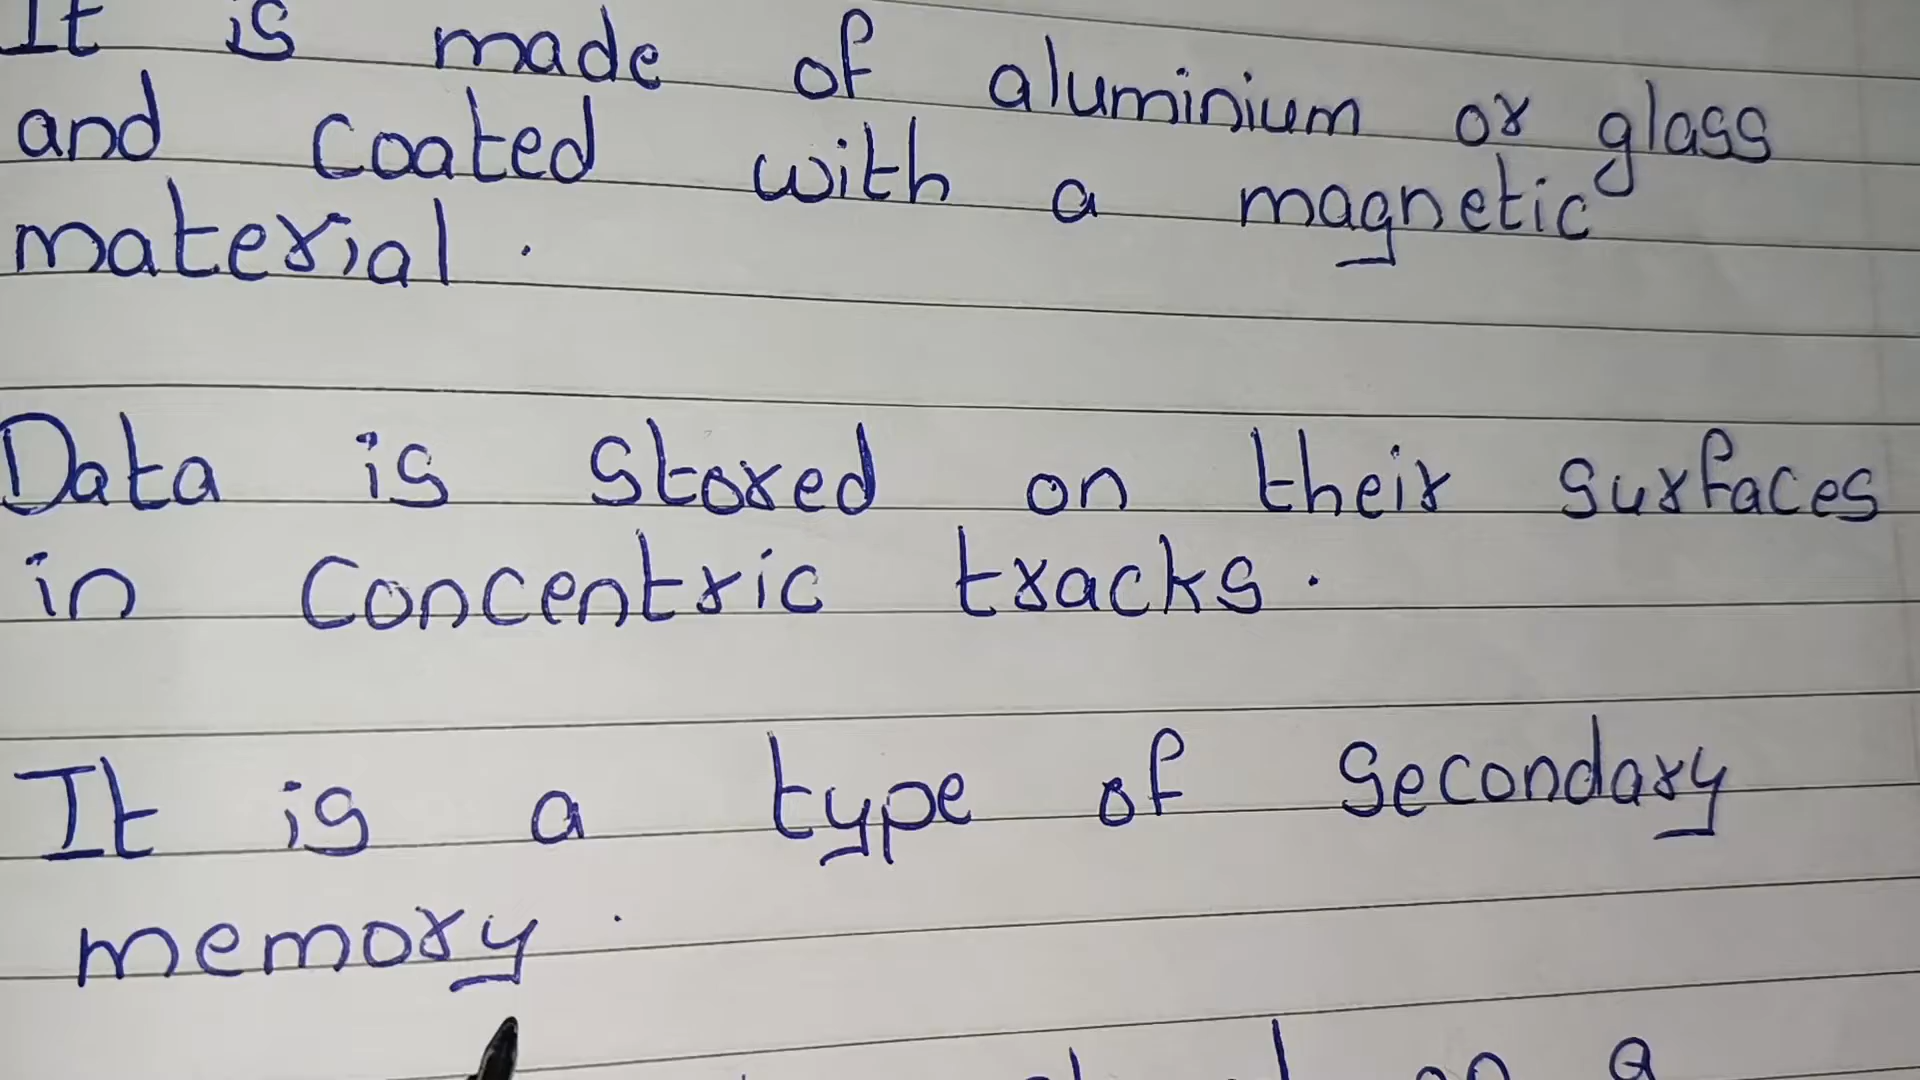 It is made of aluminium or glass
and coated with a magnetic
material.
Data is stored on their surfaces
in concentric tracks.
It is a type of secondary
memory.
on a